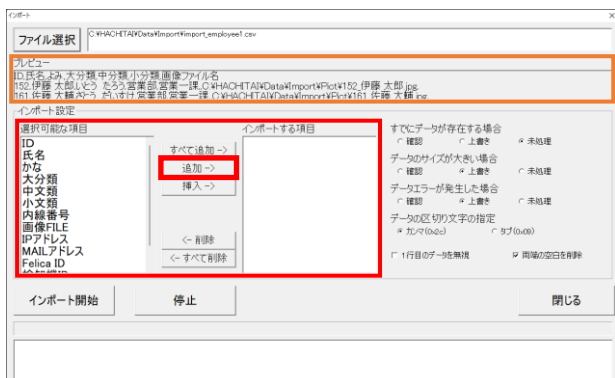 インポート
ファイル選択
C:¥HACHITAI¥Data¥Import¥import_employee1.csv
プレビュー
ID,氏名,よみ,大分類,中分類,小分類,画像ファイル名
152,伊藤 太郎,いとう たろう,営業部,営業一課,,C:¥HACHITAI¥Data¥Import¥Pict¥152_伊藤 太郎.jpg,
161,佐藤 大輔,さとう だいすけ,営業部,営業一課,,C:¥HACHITAI¥Data¥Import¥Pict¥161_佐藤 大輔.jpg,
インポート設定
選択可能な項目
ID
氏名
かな
大分類
中文類
小文類
内線番号
画像FILE
IPアドレス
MAILアドレス
Felica ID
すべて追加 ->
追加 ->
挿入 ->
<- 削除
<- すべて削除
インポートする項目
すでにデータが存在する場合
確認 上書き 未処理
データのサイズが大きい場合
確認 上書き 未処理
データエラーが発生した場合
確認 上書き 未処理
データの区切り文字の指定
カンマ(0x2c) タブ(0x09)
1行目のデータを無視 両端の空白を削除
インポート開始
停止
閉じる